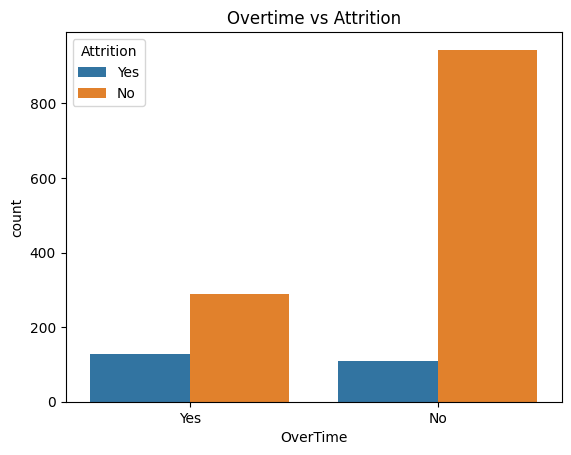 Overtime vs Attrition
Attrition
Yes
No
800
600
400
200
0
count
Yes
No
OverTime